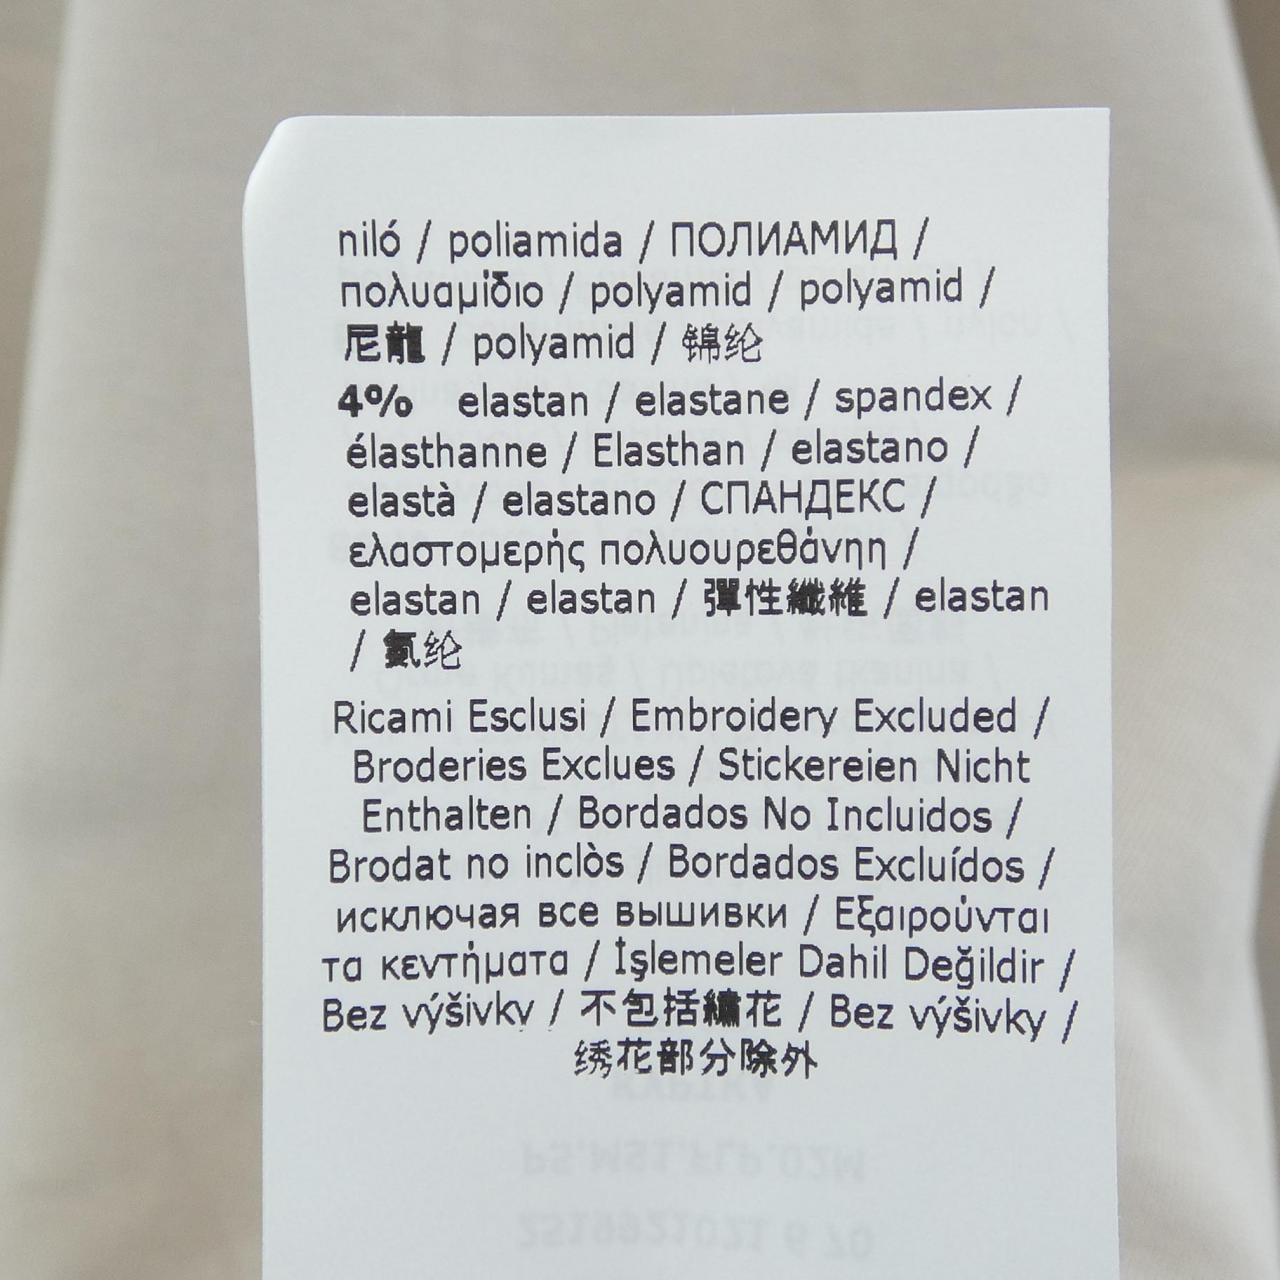 niló / poliamida / ПОЛИАМИД /
πολυαμίδιο / polyamid / polyamid /
尼龍 / polyamid / 锦纶
4% elastan / elastane / spandex /
élasthanne / Elasthan / elastano /
elastà / elastano / СПАНДЕКС /
ελαστομερής πολυουρεθάνηη /
elastan / elastan / 彈性纖維 / elastan
/ 氨纶
Ricami Esclusi / Embroidery Excluded /
Broderies Exclues / Stickereien Nicht
Enthalten / Bordados No Incluidos /
Brodat no inclòs / Bordados Excluídos /
исключая все вышивки / Εξαιρούνται
τα κεντήματα / İşlemeler Dahil Değildir /
Bez výšivky / 不包括繡花 / Bez výšivky /
绣花部分除外